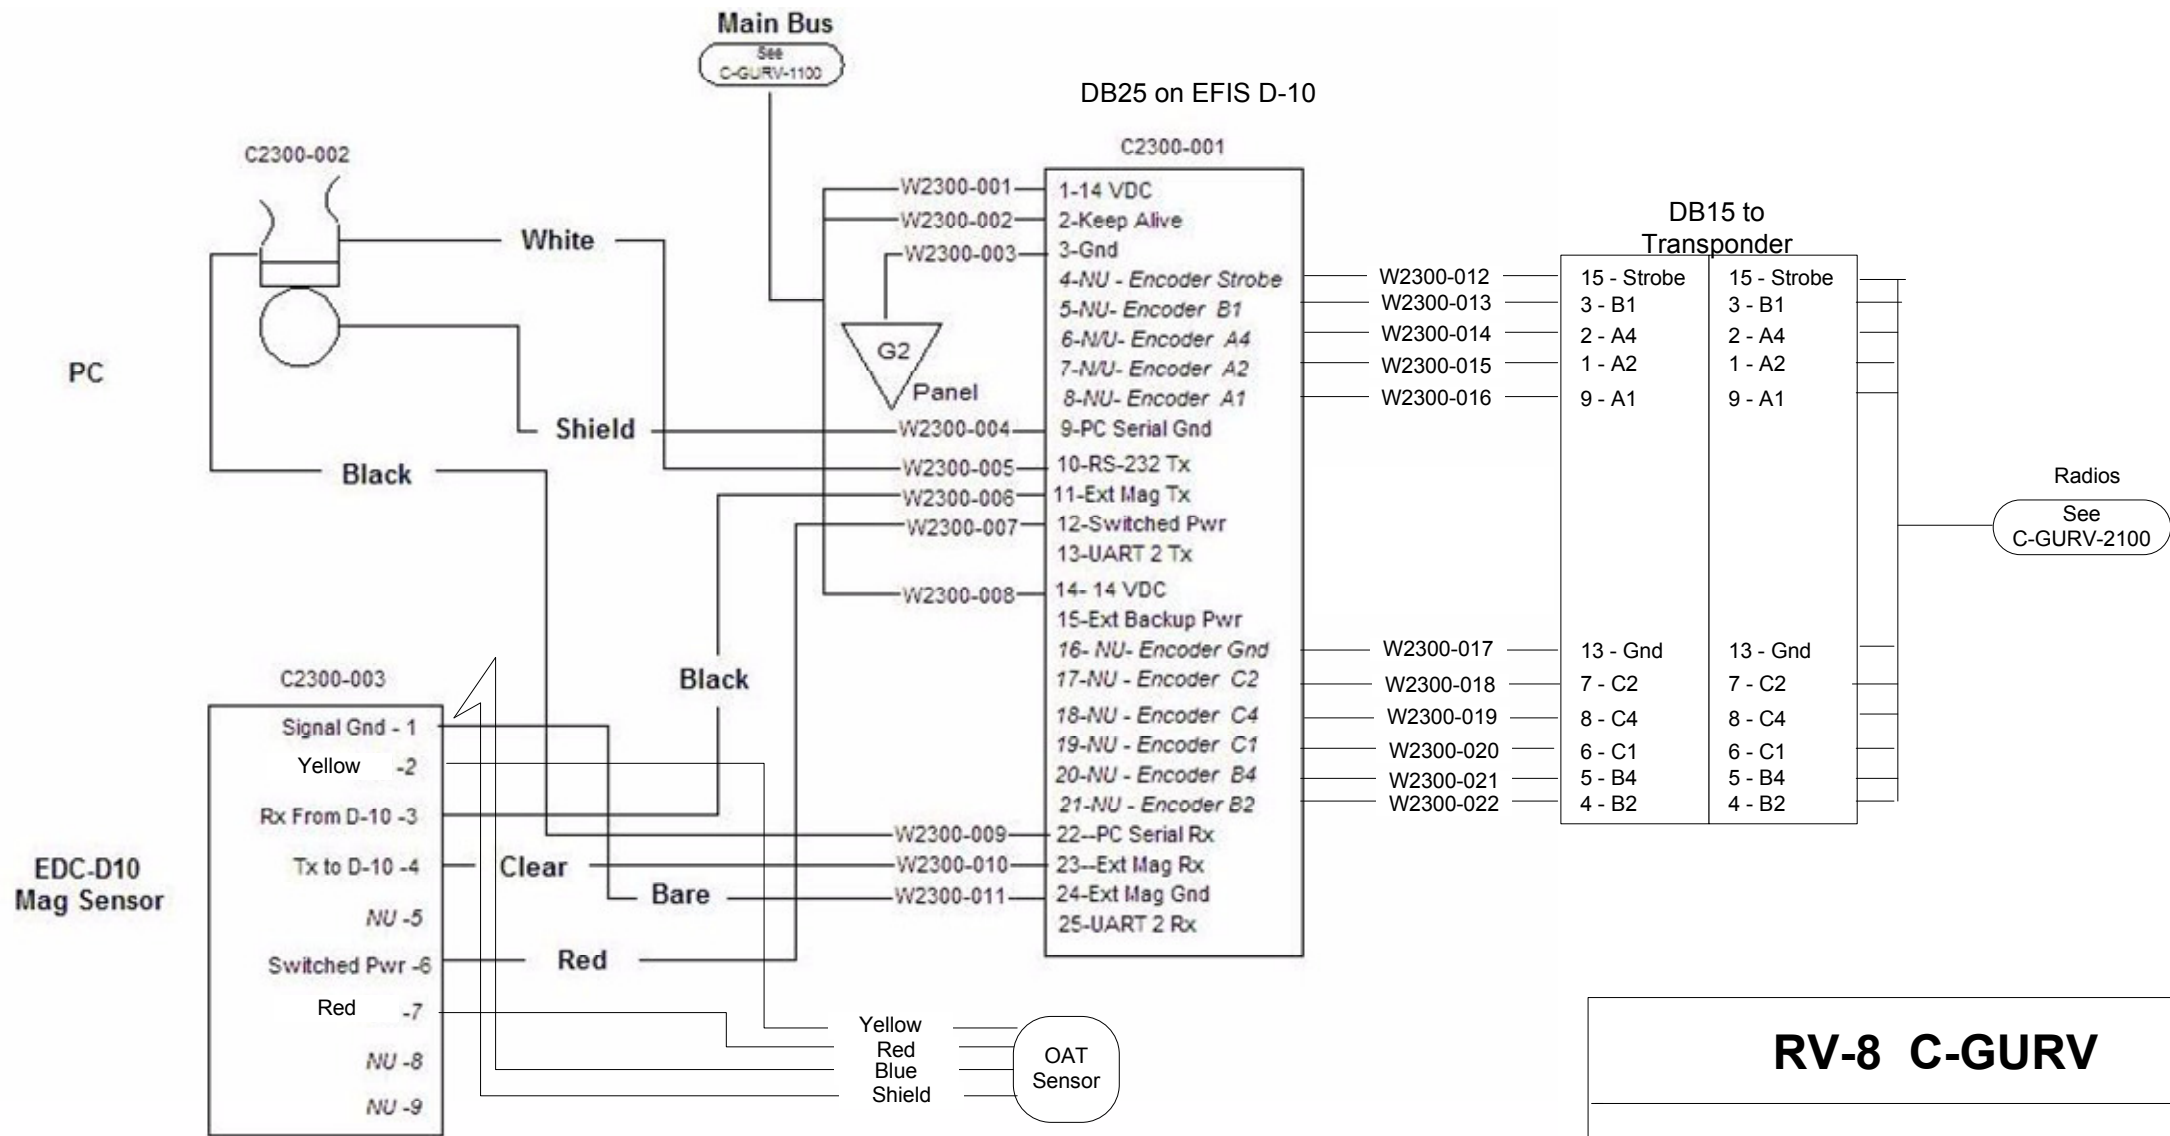 Main Bus
See
C-GURV-1100
DB25 on EFIS D-10
C2300-001
C2300-002
White
PC
Shield
Black
G2
Panel
W2300-001
W2300-002
W2300-003
W2300-004
W2300-005
W2300-006
W2300-007
W2300-008
W2300-009
W2300-010
W2300-011
1-14 VDC
2-Keep Alive
3-Gnd
4-NU - Encoder Strobe
5-NU- Encoder B1
6-N/U- Encoder A4
7-N/U- Encoder A2
8-NU- Encoder A1
9-PC Serial Gnd
10-RS-232 Tx
11-Ext Mag Tx
12-Switched Pwr
13-UART 2 Tx
14- 14 VDC
15-Ext Backup Pwr
16- NU- Encoder Gnd
17-NU - Encoder C2
18-NU - Encoder C4
19-NU - Encoder C1
20-NU - Encoder B4
21-NU - Encoder B2
22--PC Serial Rx
23--Ext Mag Rx
24-Ext Mag Gnd
25-UART 2 Rx
W2300-012
W2300-013
W2300-014
W2300-015
W2300-016
W2300-017
W2300-018
W2300-019
W2300-020
W2300-021
W2300-022
DB15 to
Transponder
15 - Strobe 15 - Strobe
3 - B1 3 - B1
2 - A4 2 - A4
1 - A2 1 - A2
9 - A1 9 - A1
13 - Gnd 13 - Gnd
7 - C2 7 - C2
8 - C4 8 - C4
6 - C1 6 - C1
5 - B4 5 - B4
4 - B2 4 - B2
Radios
See
C-GURV-2100
C2300-003
EDC-D10
Mag Sensor
Signal Gnd - 1
Yellow -2
Rx From D-10 -3
Tx to D-10 -4
NU -5
Switched Pwr -6
Red -7
NU -8
NU -9
Black
Clear
Bare
Red
Yellow
Red
Blue
Shield
OAT
Sensor
RV-8 C-GURV